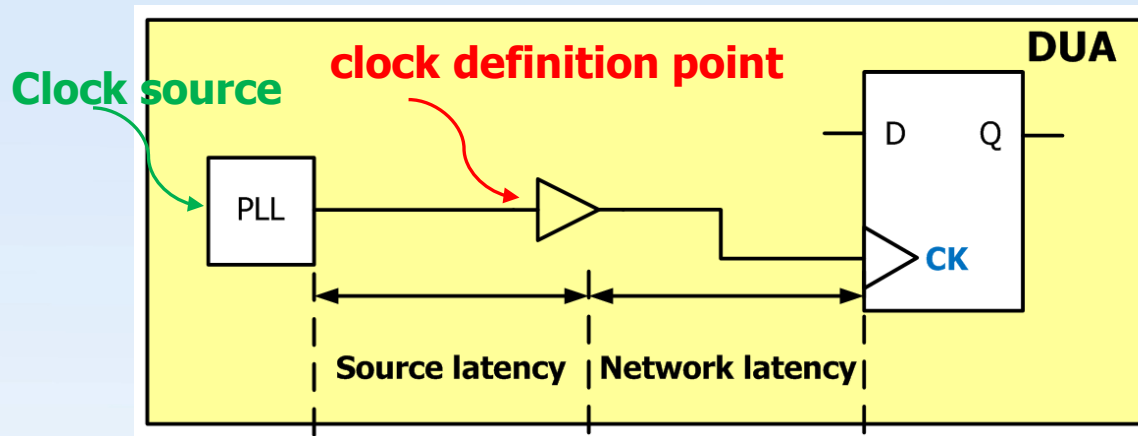 DUA
clock definition point
Clock source
D
Q
PLL
CK
Source latency
Network latency